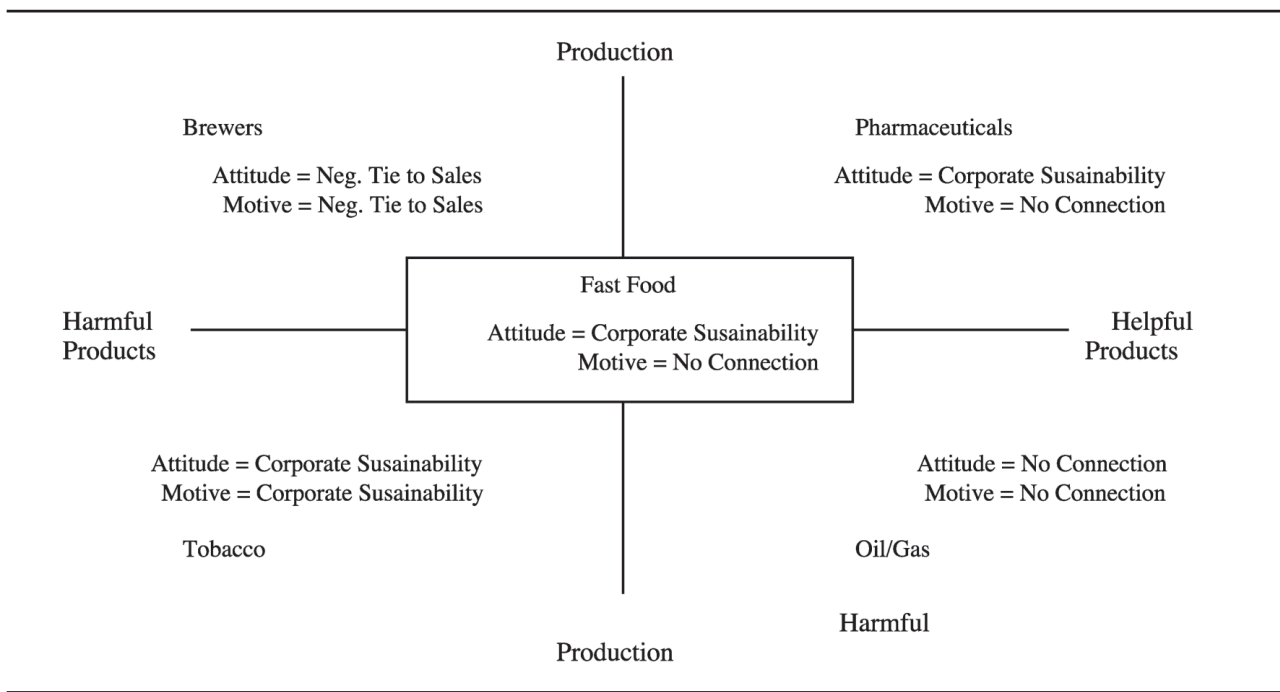 Production
Brewers
Pharmaceuticals
Attitude = Neg. Tie to Sales
Motive = Neg. Tie to Sales
Attitude = Corporate Susainability
Motive = No Connection
Fast Food
Attitude = Corporate Susainability
Motive = No Connection
Harmful
Products
Helpful
Products
Attitude = Corporate Susainability
Motive = Corporate Susainability
Attitude = No Connection
Motive = No Connection
Tobacco
Oil/Gas
Harmful
Production